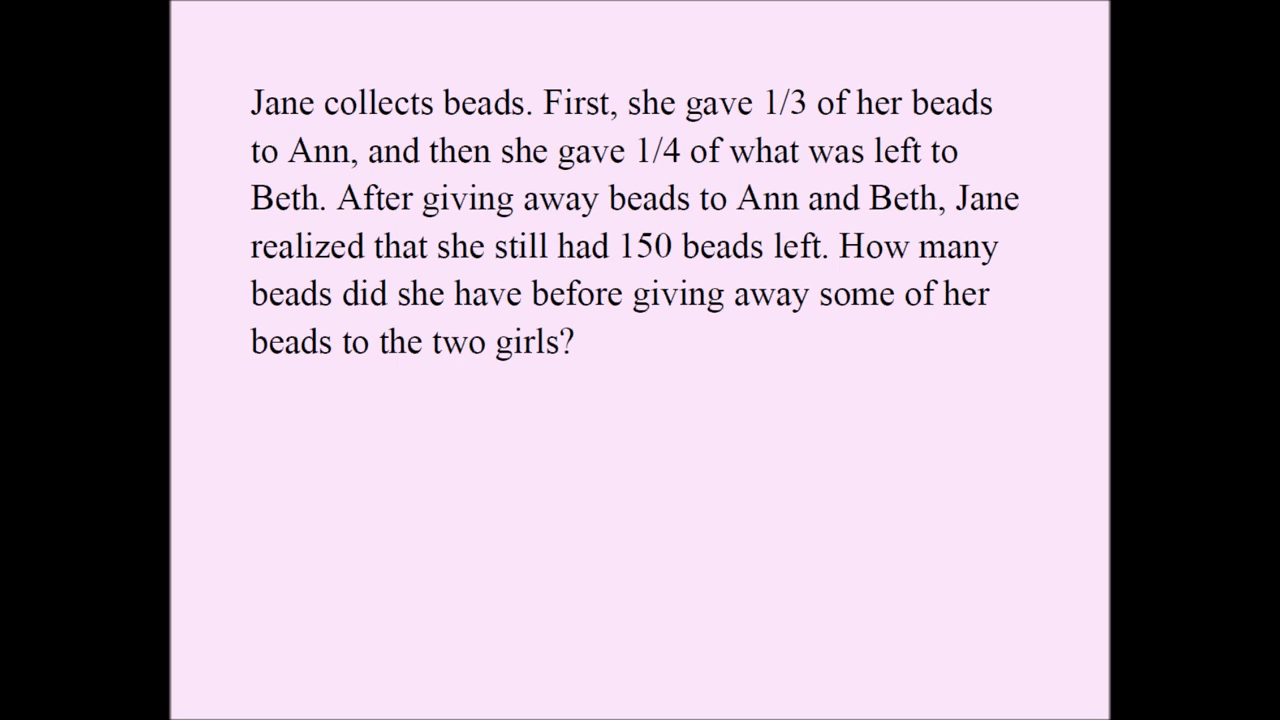 Jane collects beads. First, she gave 1/3 of her beads
to Ann, and then she gave 1/4 of what was left to
Beth. After giving away beads to Ann and Beth, Jane
realized that she still had 150 beads left. How many
beads did she have before giving away some of her
beads to the two girls?